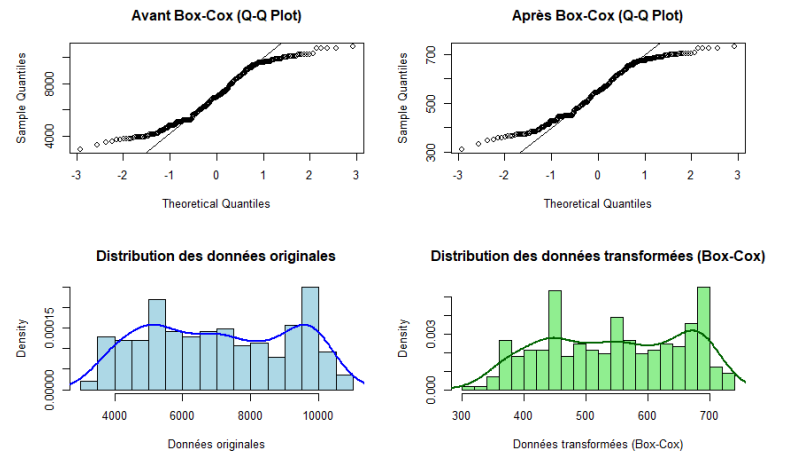 Avant Box-Cox (Q-Q Plot)
Sample Quantiles
4000 8000
-3 -2 -1 0 1 2 3
Theoretical Quantiles
Après Box-Cox (Q-Q Plot)
Sample Quantiles
300 500 700
-3 -2 -1 0 1 2 3
Theoretical Quantiles
Distribution des données originales
Density
0.00000 0.00015
4000 6000 8000 10000
Données originales
Distribution des données transformées (Box-Cox)
Density
0.000 0.003
300 400 500 600 700
Données transformées (Box-Cox)